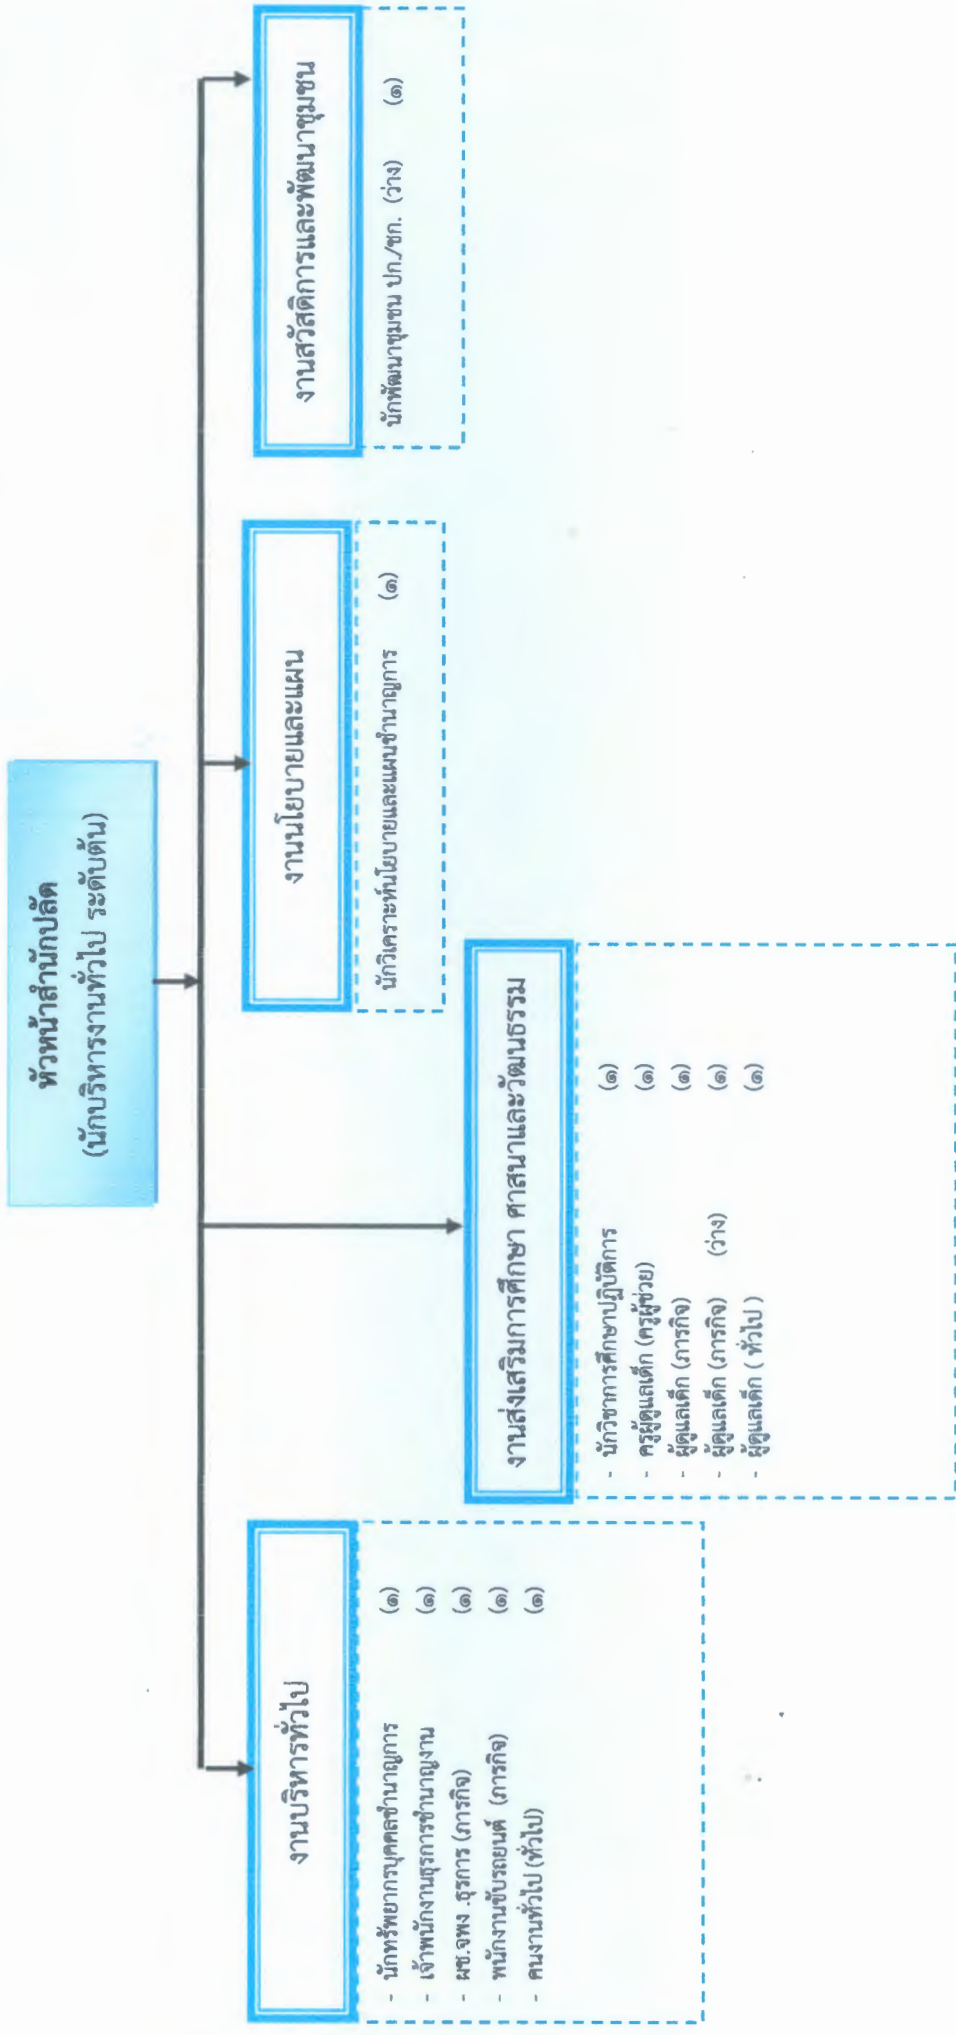 หัวหน้าสำนักปลัด
(นักบริหารงานทั่วไป ระดับต้น)
งานบริหารทั่วไป
- นักทรัพยากรบุคคลชำนาญการ (๑)
- เจ้าพนักงานธุรการชำนาญงาน (๑)
- ผช.จพง .ธุรการ (ภารกิจ) (๑)
- พนักงานขับรถยนต์ (ภารกิจ) (๑)
- คนงานทั่วไป (ทั่วไป) (๑)
งานส่งเสริมการศึกษา ศาสนาและวัฒนธรรม
- นักวิชาการศึกษาปฏิบัติการ (๑)
- ครูผู้ดูแลเด็ก (ครูผู้ช่วย) (๑)
- ผู้ดูแลเด็ก (ภารกิจ) (๑)
- ผู้ดูแลเด็ก (ภารกิจ) (ว่าง) (๑)
- ผู้ดูแลเด็ก ( ทั่วไป ) (๑)
งานนโยบายและแผน
นักวิเคราะห์นโยบายและแผนชำนาญการ (๑)
งานสวัสดิการและพัฒนาชุมชน
นักพัฒนาชุมชน ปก./ชก. (ว่าง) (๑)